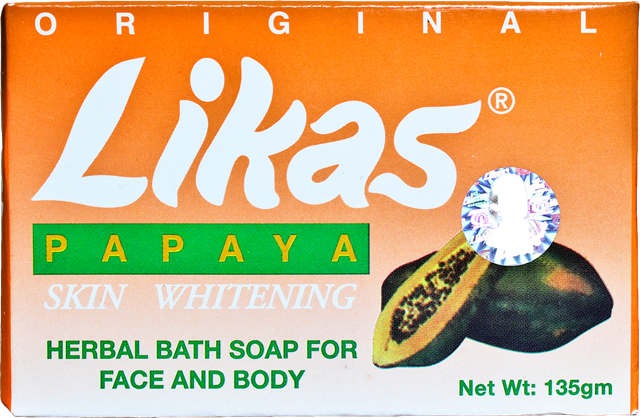 ORIGINAL
Likas®
PAPAYA
SKIN WHITENING
HERBAL BATH SOAP FOR
FACE AND BODY
Net Wt: 135gm